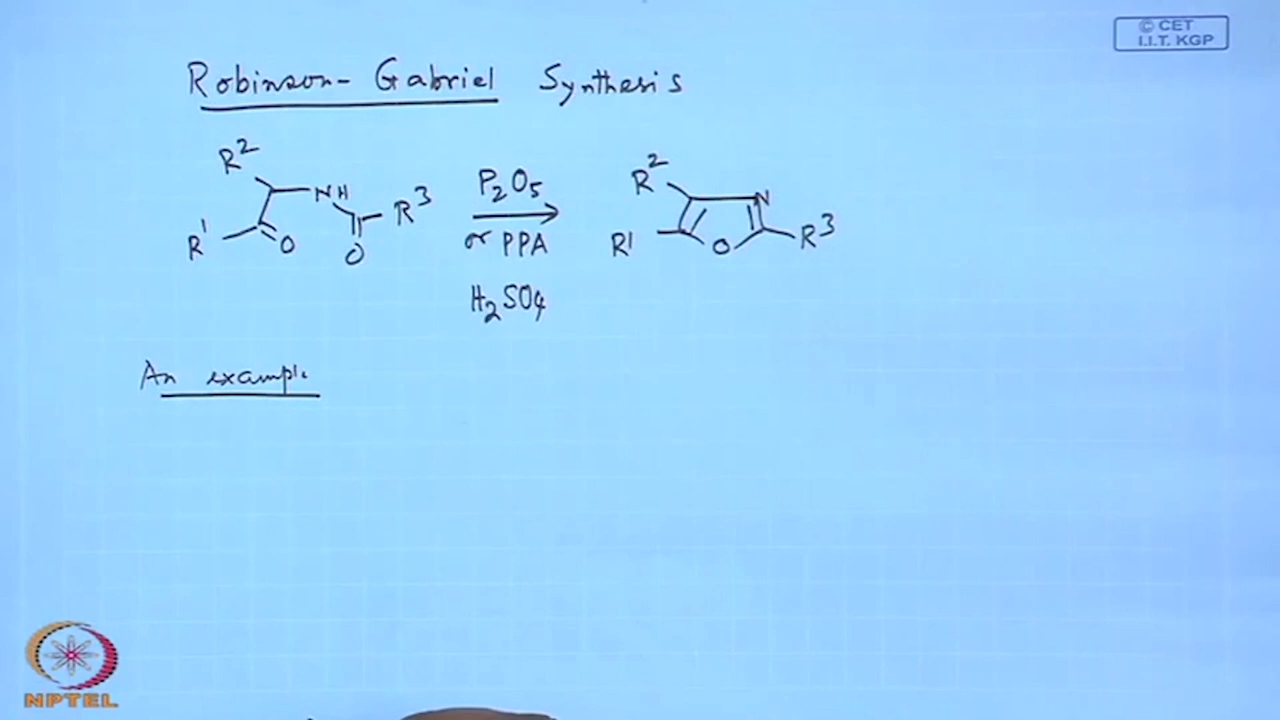 © CET
I.I.T. KGP
Robinson-Gabriel Synthesis
R² NH R³ R¹ O O
P₂O₅
or PPA
H₂SO₄
R² N R¹ O R³
An example
NPTEL